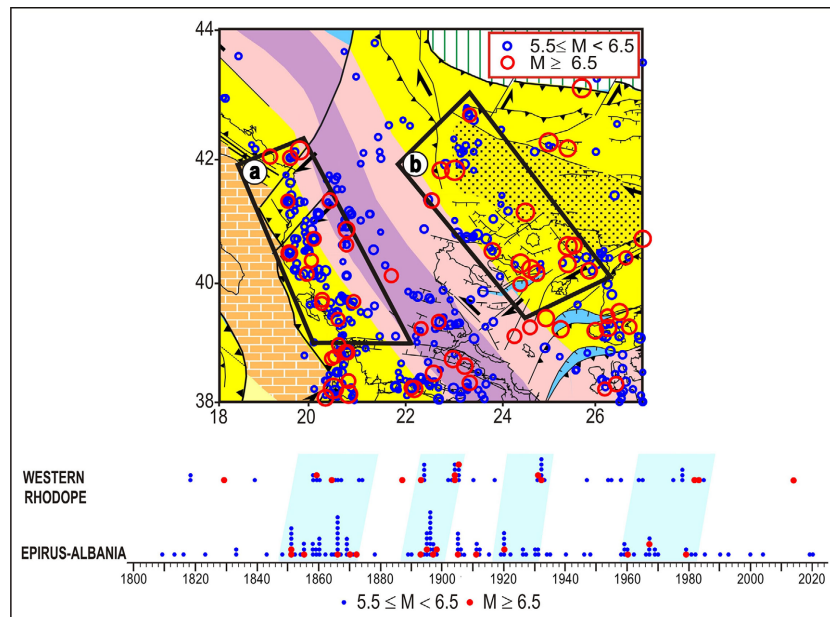 44
5.5≤ M < 6.5
M ≥ 6.5
42
a
b
40
38
18
20
22
24
26
WESTERN
RHODOPE
EPIRUS-ALBANIA
1800
1820
1840
1860
1880
1900
1920
1940
1960
1980
2000
2020
5.5 ≤ M < 6.5
M ≥ 6.5